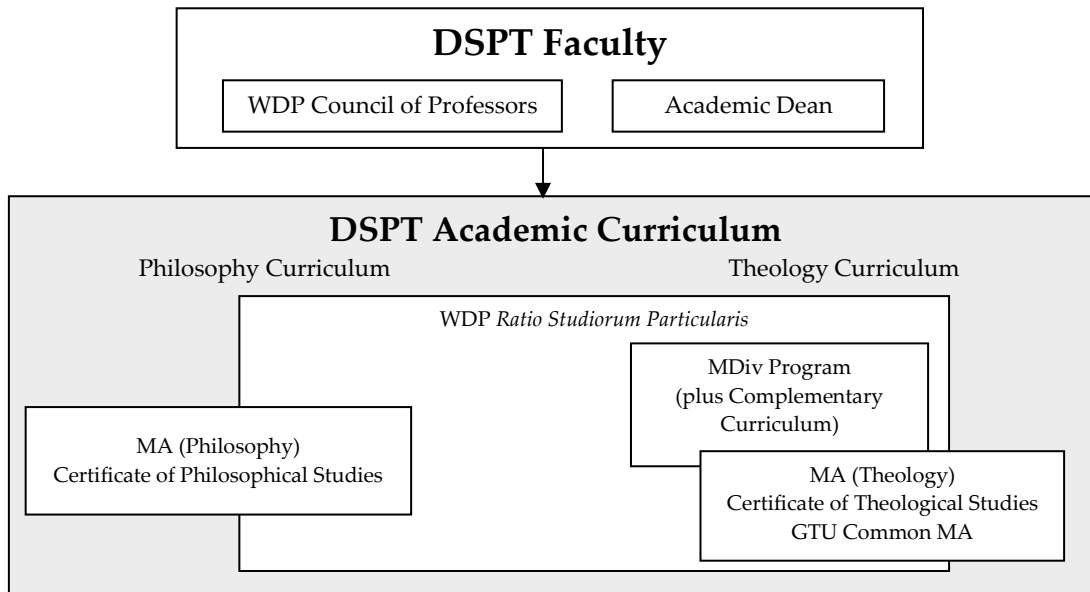 DSPT Faculty
WDP Council of Professors
Academic Dean
DSPT Academic Curriculum
Philosophy Curriculum
Theology Curriculum
WDP Ratio Studiorum Particularis
MDiv Program
(plus Complementary
Curriculum)
MA (Philosophy)
Certificate of Philosophical Studies
MA (Theology)
Certificate of Theological Studies
GTU Common MA